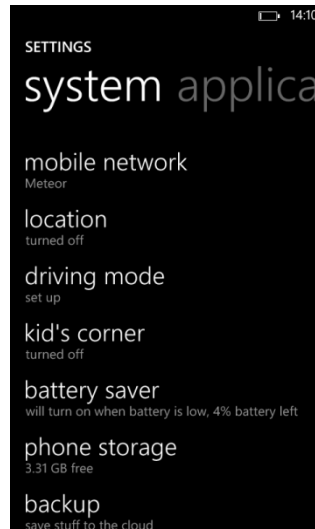 14:10
SETTINGS
system applica
mobile network
Meteor
location
turned off
driving mode
set up
kid's corner
turned off
battery saver
will turn on when battery is low, 4% battery left
phone storage
3.31 GB free
backup
save stuff to the cloud